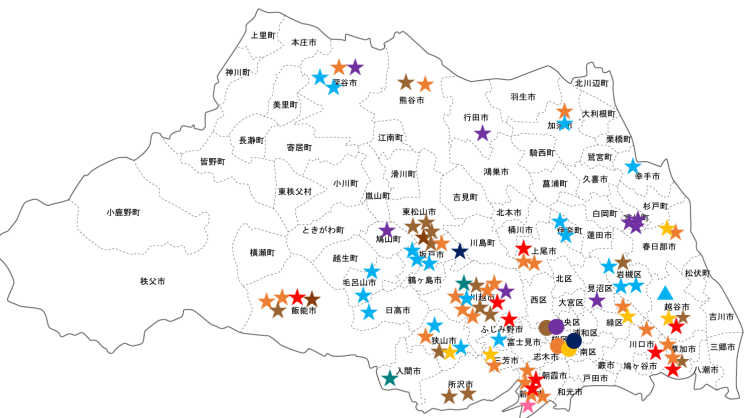 上里町
本庄市
神川町
美里町
深谷市
熊谷市
長瀞町
寄居町
江南町
皆野町
行田市
羽生市
北川辺町
大利根町
栗橋町
騎西町
鷲宮町
幸手市
鴻巣市
菖蒲町
久喜市
杉戸町
白岡町
蓮田市
春日部市
滑川町
小川町
東秩父村
嵐山町
吉見町
小鹿野町
ときがわ町
東松山市
北本市
桶川市
鳩山町
川島町
坂戸市
上尾市
伊奈町
横瀬町
越生町
毛呂山町
鶴ヶ島市
秩父市
飯能市
日高市
川越市
西区
北区
大宮区
見沼区
岩槻区
松伏町
越谷市
吉川市
緑区
浦和区
南区
ふじみ野市
富士見市
狭山市
三芳市
志木市
川口市
草加市
三郷市
入間市
所沢市
朝霞市
和光市
戸田市
蕨市
鳩ヶ谷市
八潮市